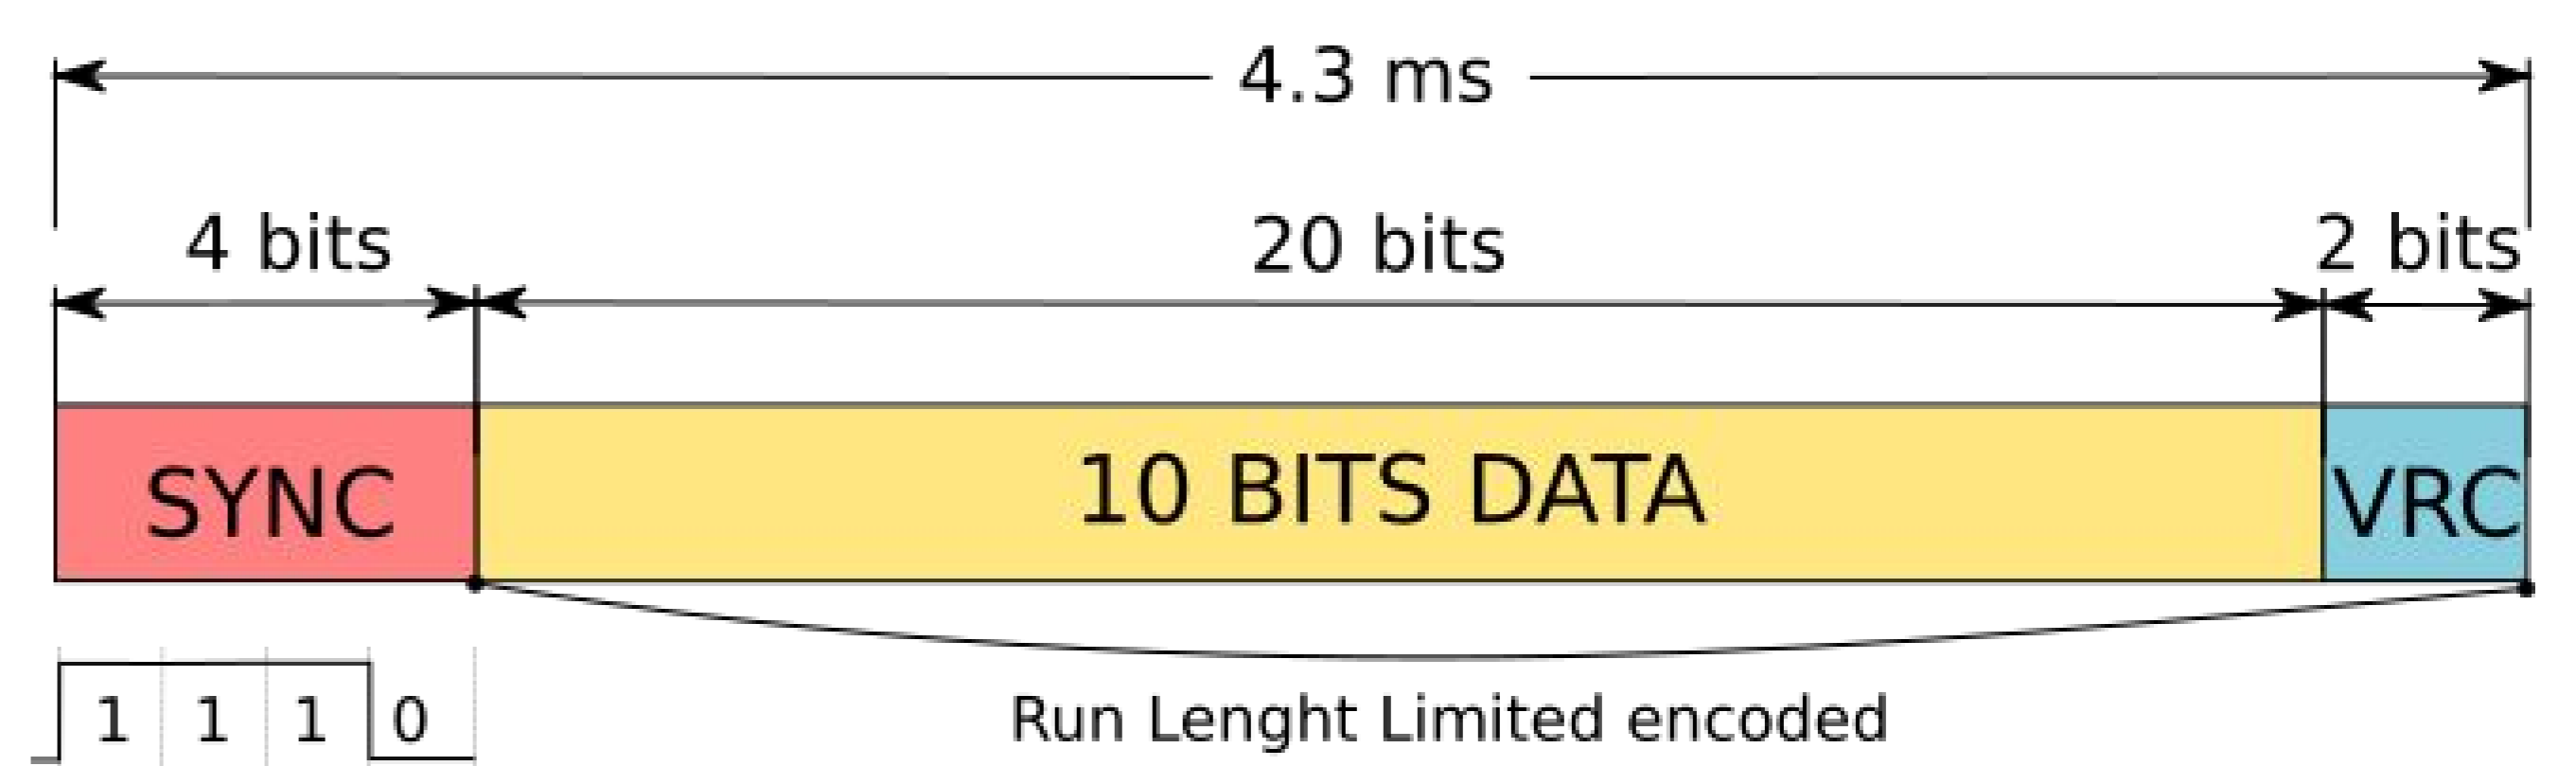 4.3 ms
4 bits
20 bits
2 bits
SYNC
10 BITS DATA
VRC
1 1 1 0
Run Lenght Limited encoded